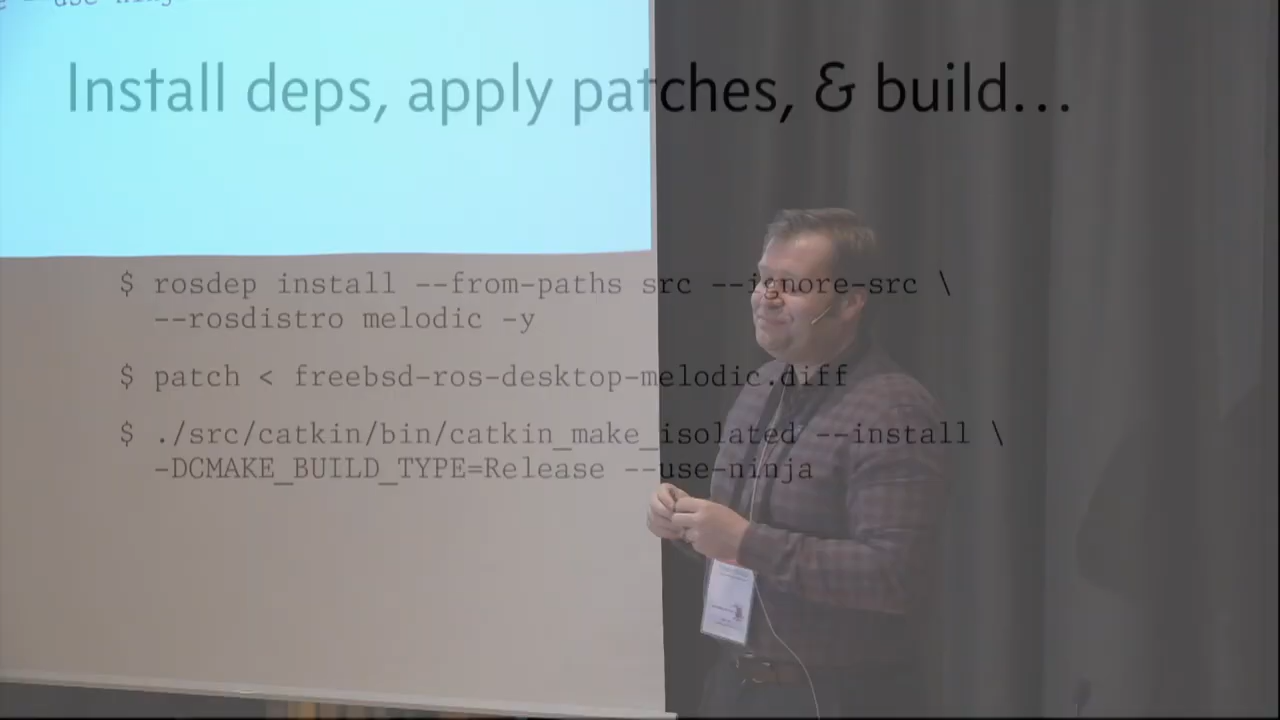 Install deps, apply patches, & build…
$ rosdep install --from-paths src --ignore-src \
--rosdistro melodic -y
$ patch < freebsd-ros-desktop-melodic.diff
$ ./src/catkin/bin/catkin_make_isolated --install \
-DCMAKE_BUILD_TYPE=Release --use-ninja